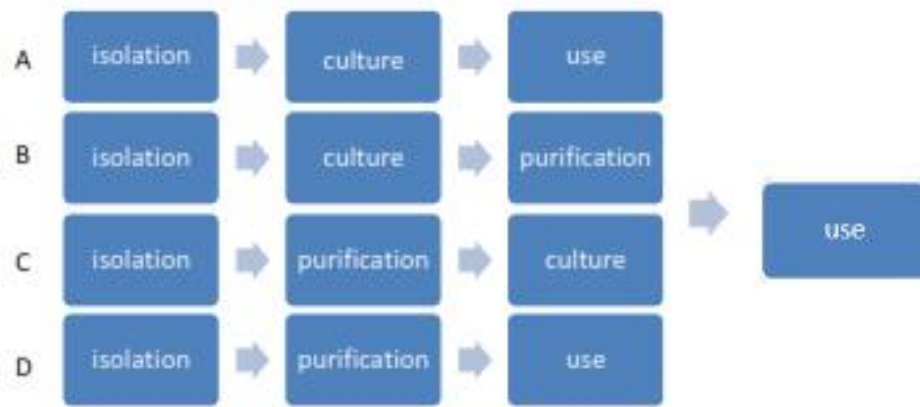 A isolation culture use
B isolation culture purification
use
C isolation purification culture
D isolation purification use